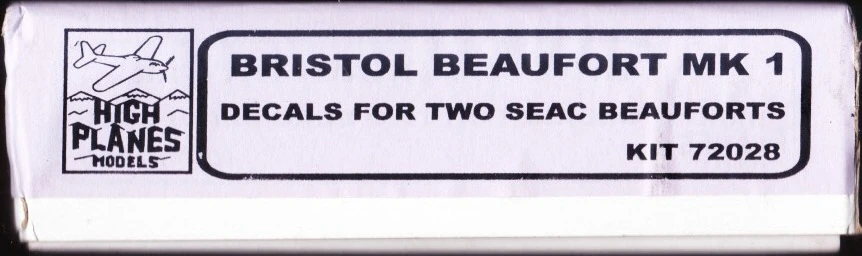 HIGH
PLANES
MODELS
BRISTOL BEAUFORT MK 1
DECALS FOR TWO SEAC BEAUFORTS
KIT 72028